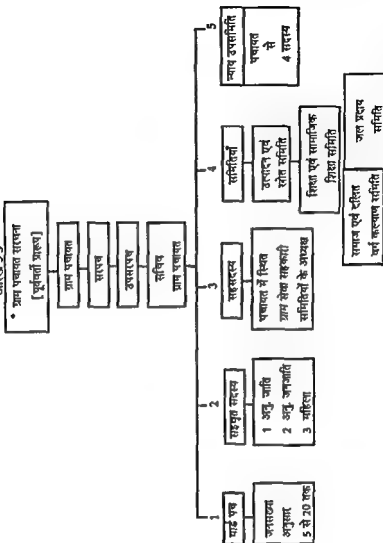 * ग्राम पंचायत संरचना
[पूर्ववर्ती प्रारूप]
ग्राम पंचायत
सरपंच
उपसरपंच
सचिव
ग्राम पंचायत
1
वार्ड पंच
जनसंख्या
अनुसार
5 से 20 तक
2
सहवृत सदस्य
1 अनु. जाति
2 अनु. जनजाति
3 महिला
3
सहसदस्य
पंचायत में स्थित
ग्राम सेवा सहकारी
समितियों के अध्यक्ष
4
समितियाँ
उत्पादन एवं
स्रोत समिति
शिक्षा एवं सामाजिक
शिक्षा समिति
समाज एवं दलित
वर्ग कल्याण समिति
जल प्रदाय
समिति
5
न्याय उपसमिति
पंचायत
से
4 सदस्य